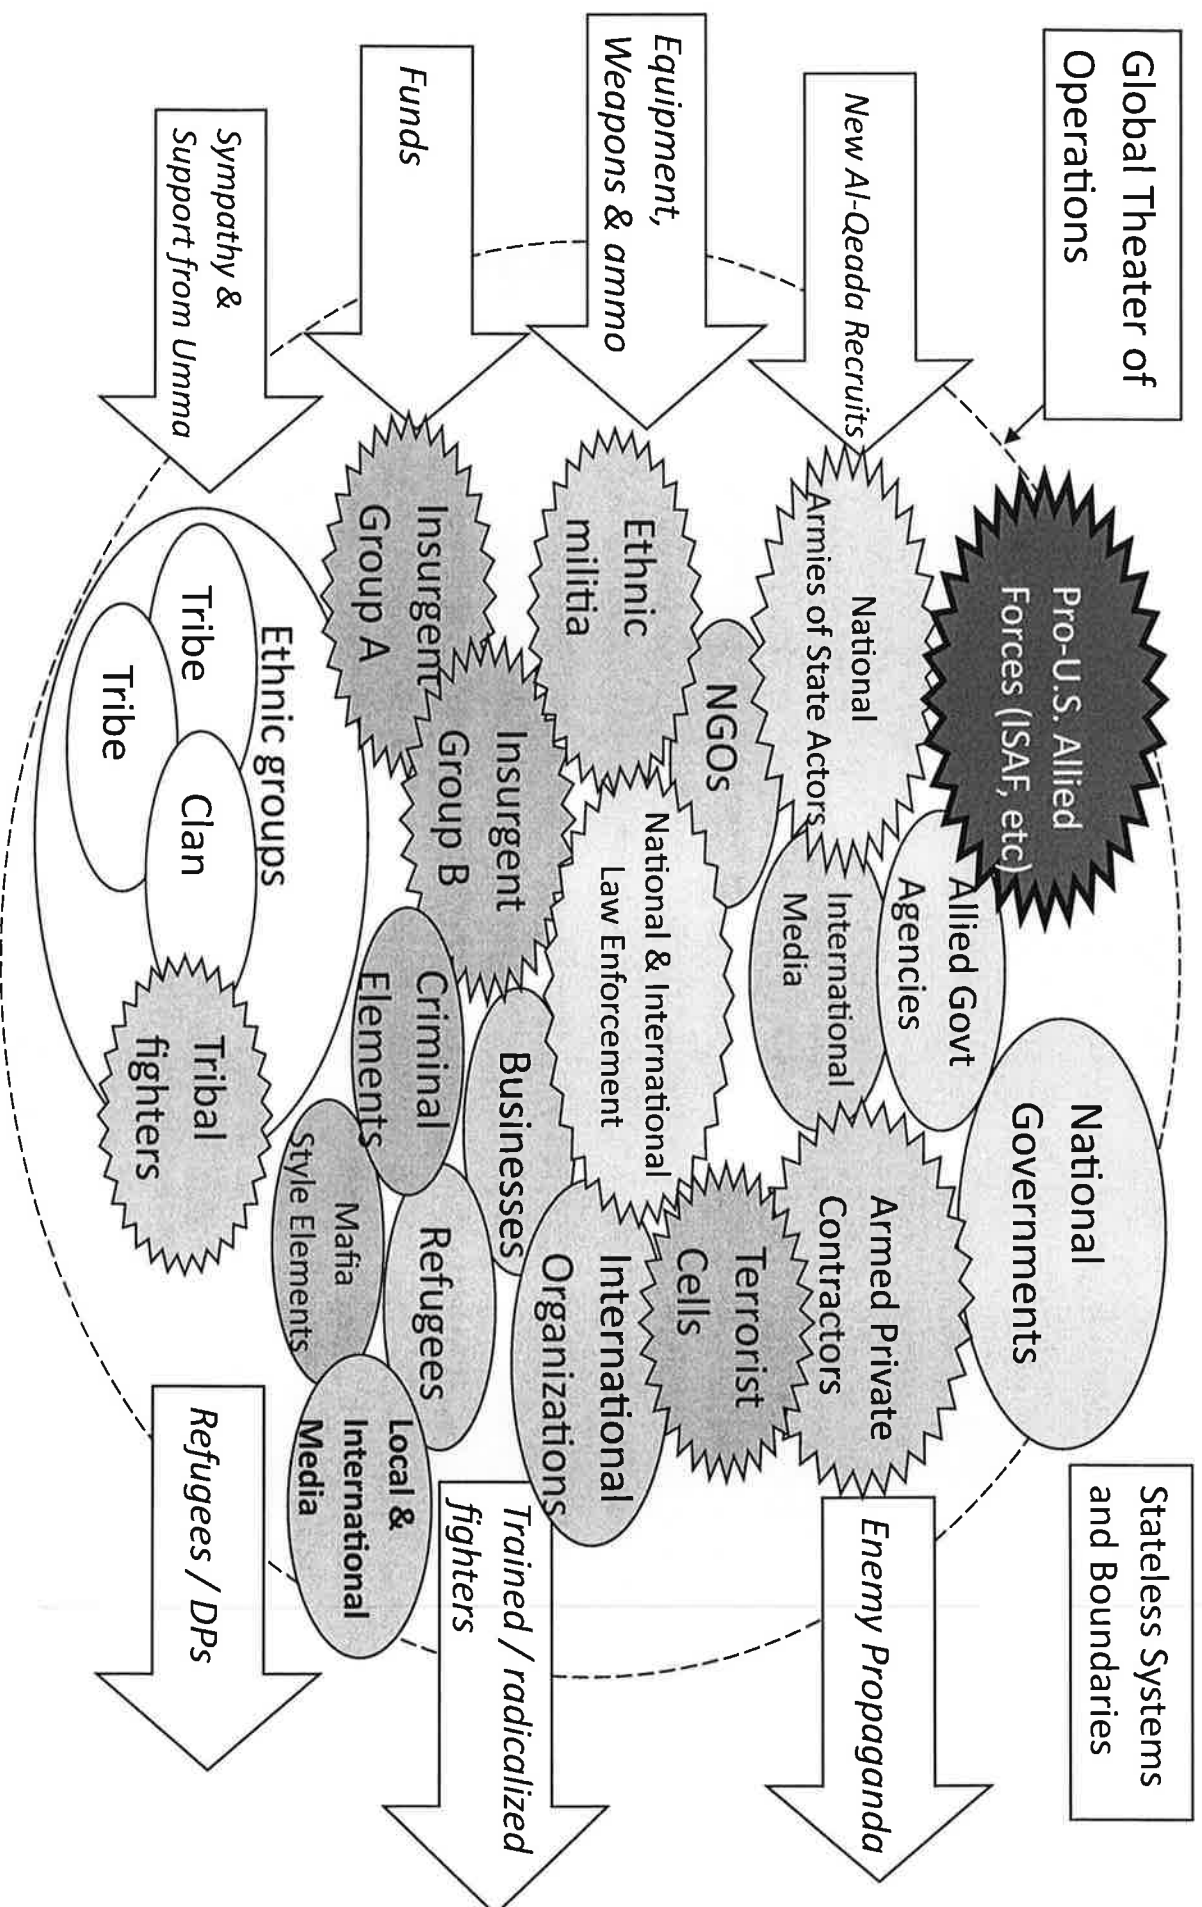 Global Theater of
Operations
Stateless Systems
and Boundaries
New Al-Qeada Recruits
Equipment,
Weapons & ammo
Funds
Sympathy &
Support from Umma
Pro-U.S. Allied
Forces (ISAF, etc)
National
Governments
Allied Govt
Agencies
National
Armies of State Actors
International
Media
Armed Private
Contractors
NGOs
Terrorist
Cells
Ethnic
militia
National & International
Law Enforcement
International
Organizations
Insurgent
Group A
Insurgent
Group B
Businesses
Criminal
Elements
Refugees
Mafia
Style Elements
Local &
International
Media
Ethnic groups
Tribe
Tribe
Clan
Tribal
fighters
Enemy Propaganda
Trained / radicalized
fighters
Refugees / DPs